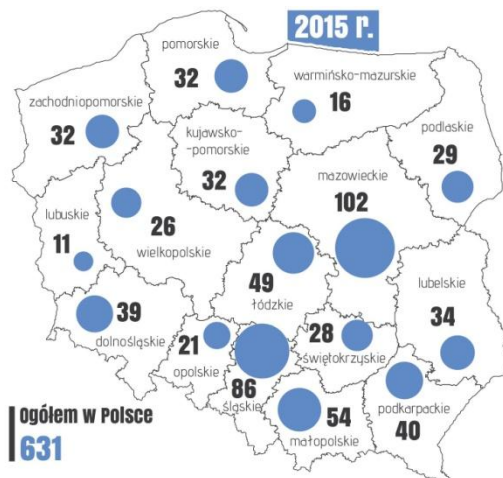 2015 r.
pomorskie
32
warmińsko-mazurskie
16
zachodniopomorskie
32
kujawsko-
-pomorskie
32
podlaskie
29
mazowieckie
102
lubuskie
11
26
wielkopolskie
49
łódzkie
lubelskie
34
39
dolnośląskie
21
opolskie
28
świętokrzyskie
86
śląskie
54
małopolskie
podkarpackie
40
Ogółem w Polsce
631